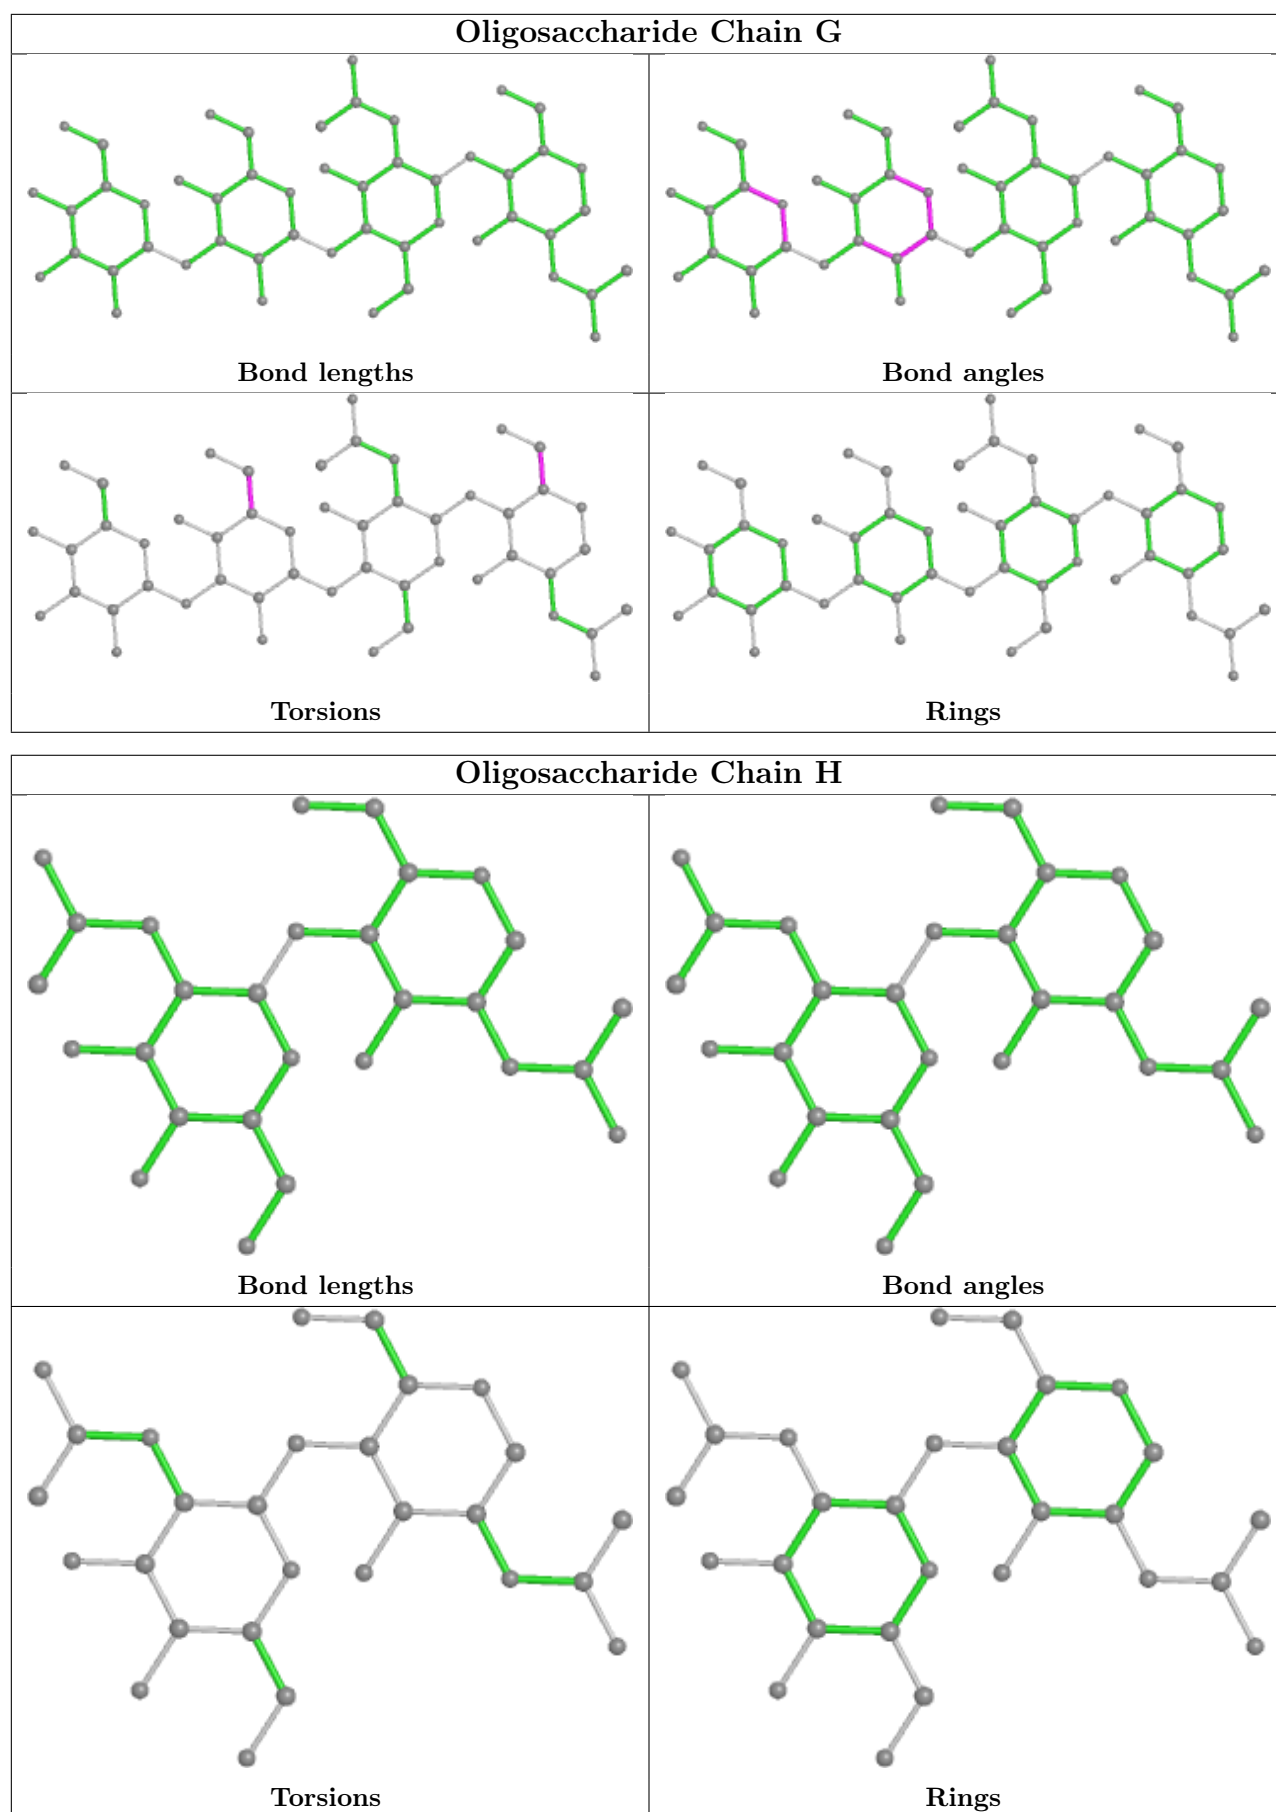 Oligosaccharide Chain G
Bond lengths
Bond angles
Torsions
Rings
Oligosaccharide Chain H
Bond lengths
Bond angles
Torsions
Rings